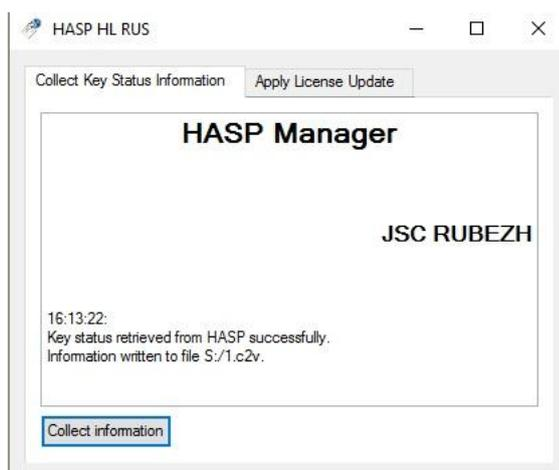 HASP HL RUS
Collect Key Status Information
Apply License Update
HASP Manager
JSC RUBEZH
16:13:22:
Key status retrieved from HASP successfully.
Information written to file S:/1.c2v.
Collect information